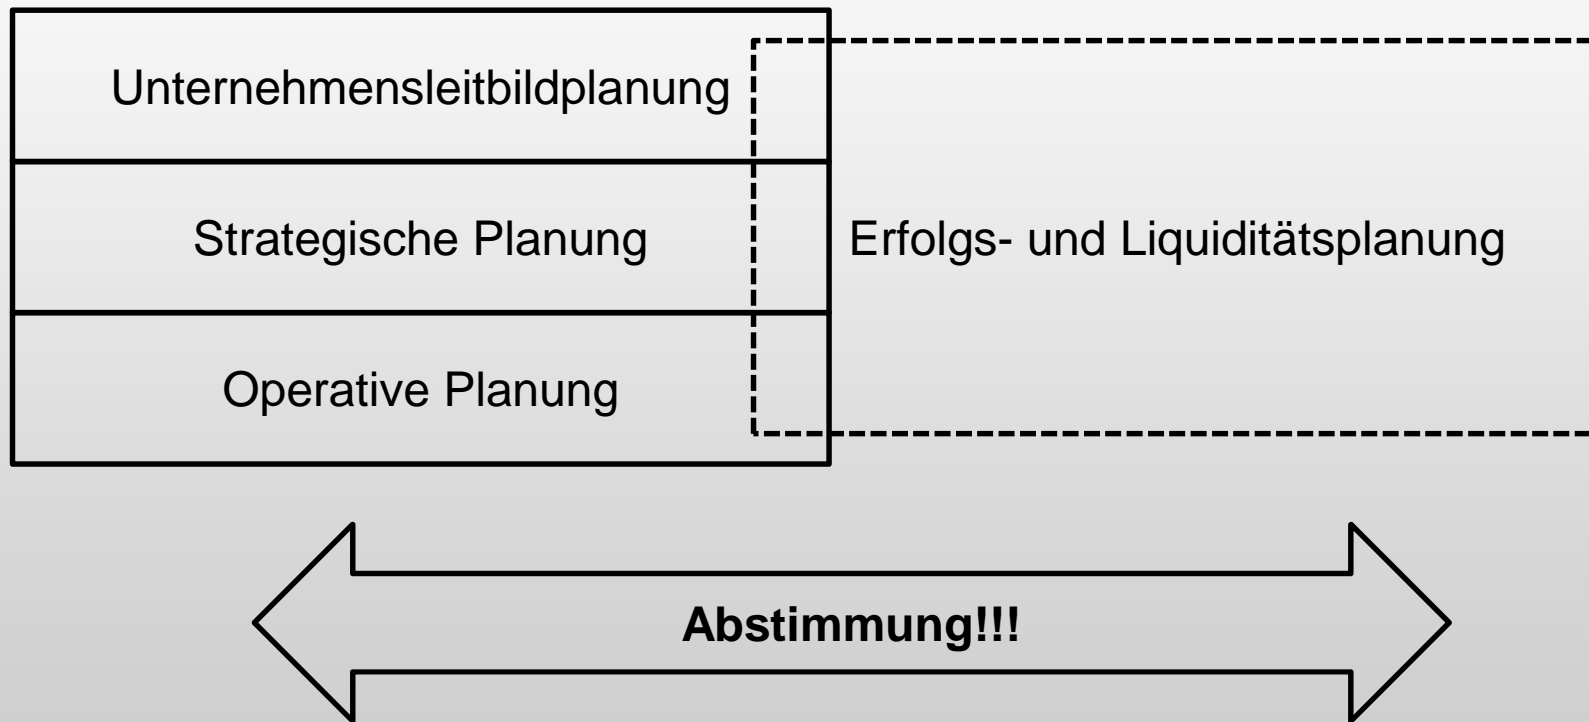 Unternehmensleitbildplanung
Strategische Planung
Erfolgs- und Liquiditätsplanung
Operative Planung
Abstimmung!!!